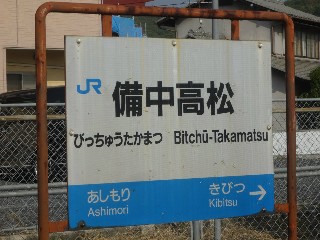 JR 備中高松
びっちゅうたかまつ Bitchū-Takamatsu
あしもり きびつ
Ashimori Kibitsu →